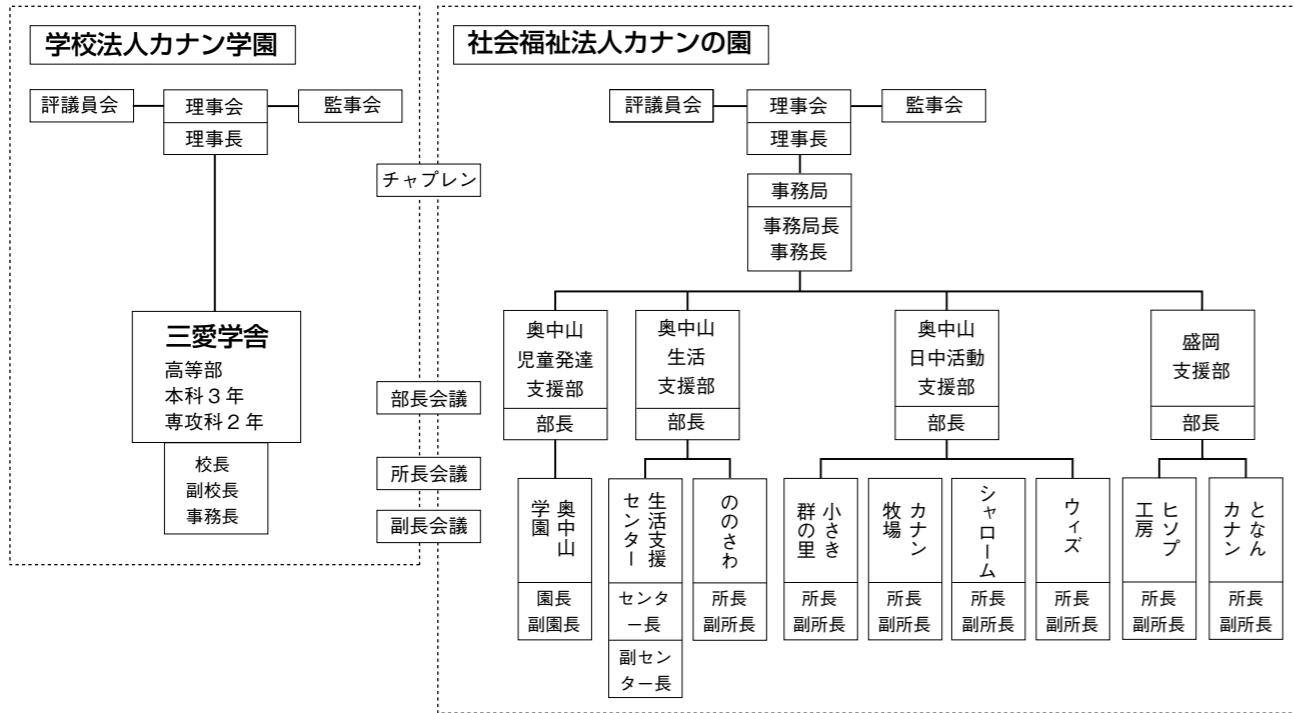 学校法人カナン学園
評議員会
理事会
監事会
理事長
三愛学舎
高等部
本科3年
専攻科2年
校長
副校長
事務長
チャプレン
部長会議
所長会議
副長会議
社会福祉法人カナンの園
評議員会
理事会
監事会
理事長
事務局
事務局長
事務長
奥中山
児童発達
支援部
部長
奥中山
生活
支援部
部長
奥中山
日中活動
支援部
部長
盛岡
支援部
部長
奥中山
学園
園長
副園長
生活支援
センター
センタ
ー長
副セン
ター長
ののさわ
所長
副所長
小さき
群の里
所長
副所長
カナン
牧場
所長
副所長
シャローム
所長
副所長
ウィズ
所長
副所長
ヒソプ
工房
所長
副所長
となん
カナン
所長
副所長